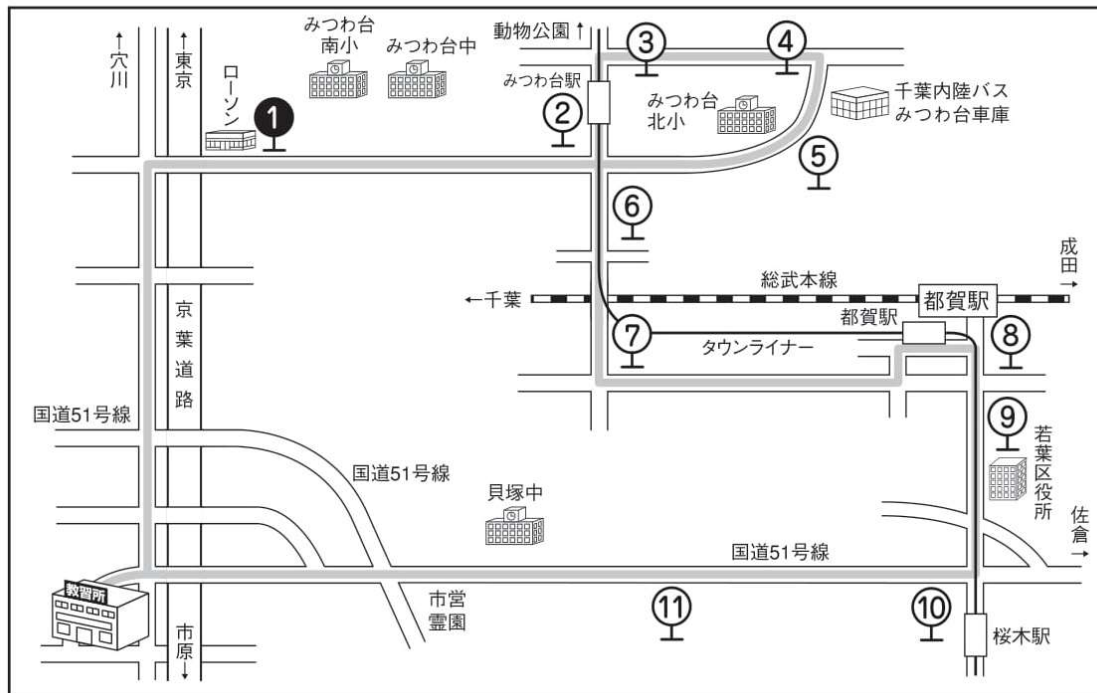 ←穴川
←東京
ローソン
❶
みつわ台
南小
みつわ台中
動物公園↑
みつわ台駅
②
③
④
みつわ台
北小
千葉内陸バス
みつわ台車庫
⑤
⑥
成田→
総武本線
←千葉
都賀駅
都賀駅
⑦
タウンライナー
⑧
京葉道路
国道51号線
国道51号線
⑨
若葉区役所
貝塚中
佐倉→
国道51号線
教習所
市原→
市営
霊園
⑪
⑩
桜木駅